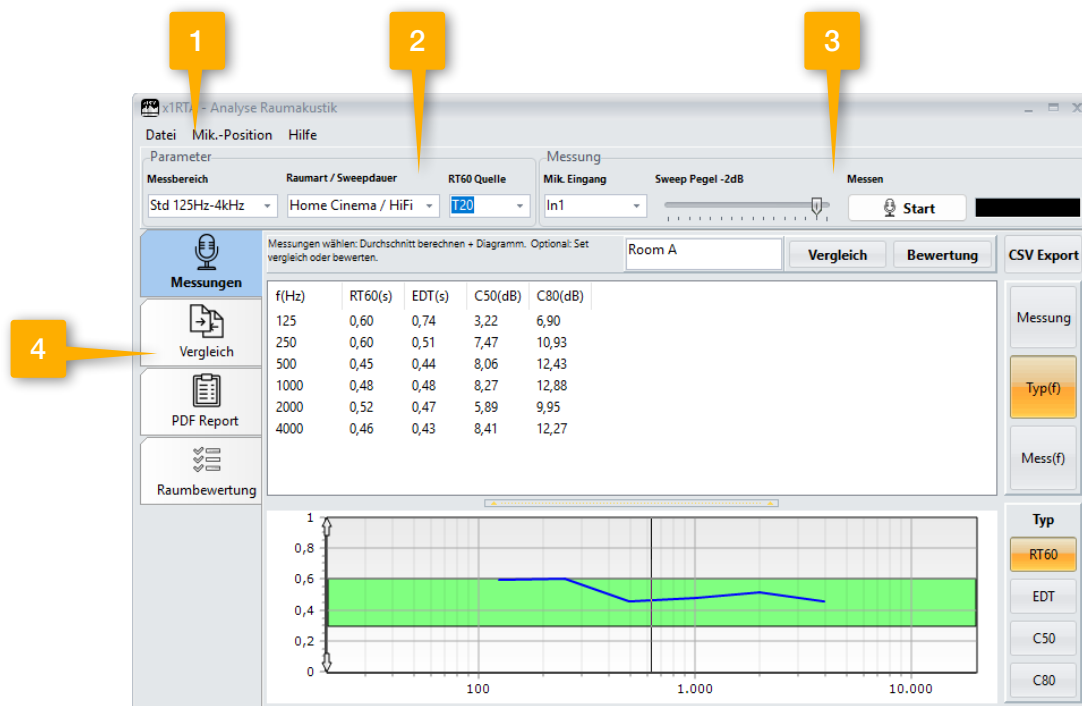 1
2
3
x1RTA - Analyse Raumakustik
Datei Mik.-Position Hilfe
Parameter
Messung
Messbereich Raumart / Sweepdauer RT60 Quelle Mik. Eingang Sweep Pegel -2dB Messen
Std 125Hz-4kHz Home Cinema / HiFi T20 In1 Start
Messungen
Messungen wählen: Durchschnitt berechnen + Diagramm. Optional: Set
vergleich oder bewerten.
Room A
Vergleich
Bewertung
CSV Export
f(Hz) RT60(s) EDT(s) C50(dB) C80(dB)
125 0,60 0,74 3,22 6,90
250 0,60 0,51 7,47 10,93
500 0,45 0,44 8,06 12,43
1000 0,48 0,48 8,27 12,88
2000 0,52 0,47 5,89 9,95
4000 0,46 0,43 8,41 12,27
4
Vergleich
PDF Report
Raumbewertung
Messung
Typ(f)
Mess(f)
1
0,8
0,6
0,4
0,2
0
100 1.000 10.000
Typ
RT60
EDT
C50
C80